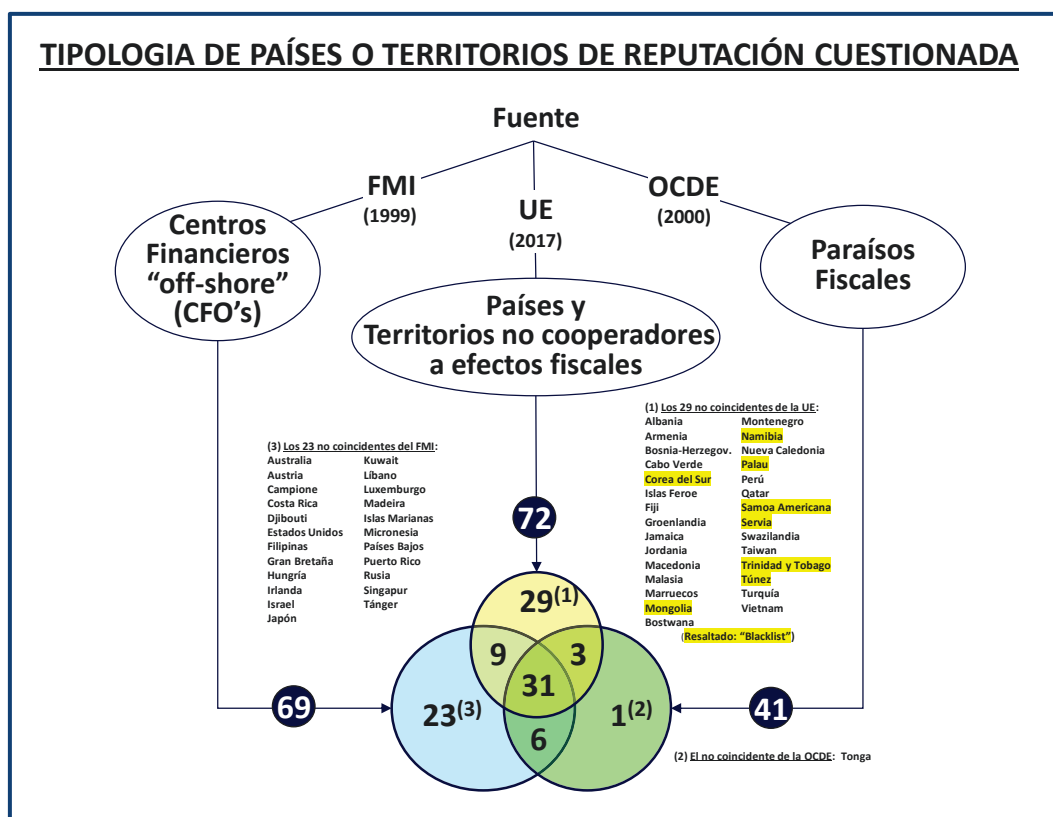 TIPOLOGIA DE PAÍSES O TERRITORIOS DE REPUTACIÓN CUESTIONADA
Fuente
FMI
(1999)
UE
(2017)
OCDE
(2000)
Centros
Financieros
“off-shore”
(CFO’s)
Países y
Territorios no cooperadores
a efectos fiscales
Paraísos
Fiscales
(3) Los 23 no coincidentes del FMI:
Australia Kuwait
Austria Líbano
Campione Luxemburgo
Costa Rica Madeira
Djibouti Islas Marianas
Estados Unidos Micronesia
Filipinas Países Bajos
Gran Bretaña Puerto Rico
Hungría Rusia
Irlanda Singapur
Israel Tánger
Japón
(1) Los 29 no coincidentes de la UE:
Albania Montenegro
Armenia Namibia
Bosnia-Herzegov. Nueva Caledonia
Cabo Verde Palau
Corea del Sur Perú
Islas Feroe Qatar
Fiji Samoa Americana
Groenlandia Servia
Jamaica Swazilandia
Jordania Taiwan
Macedonia Trinidad y Tobago
Malasia Túnez
Marruecos Turquía
Mongolia Vietnam
Bostwana
(Resaltado: “Blacklist”)
72
29(1)
9
3
31
69
23(3)
1(2)
41
6
(2) El no coincidente de la OCDE: Tonga